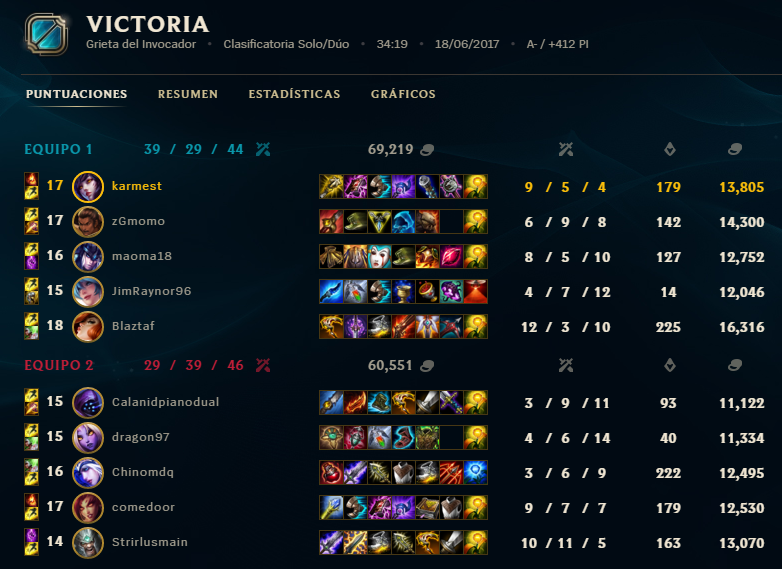 VICTORIA
Grieta del Invocador • Clasificatoria Solo/Dúo • 34:19 • 18/06/2017 • A- / +412 PI
PUNTUACIONES RESUMEN ESTADÍSTICAS GRÁFICOS
EQUIPO 1 39 / 29 / 44 69,219
17 karmest 9 / 5 / 4 179 13,805
17 zGmomo 6 / 9 / 8 142 14,300
16 maoma18 8 / 5 / 10 127 12,752
15 JimRaynor96 4 / 7 / 12 14 12,046
18 Blaztaf 12 / 3 / 10 225 16,316
EQUIPO 2 29 / 39 / 46 60,551
15 Calanidpianodual 3 / 9 / 11 93 11,122
15 dragon97 4 / 6 / 14 40 11,334
16 Chinomdq 3 / 6 / 9 222 12,495
17 comedoor 9 / 7 / 7 179 12,530
14 Strirlusmain 10 / 11 / 5 163 13,070